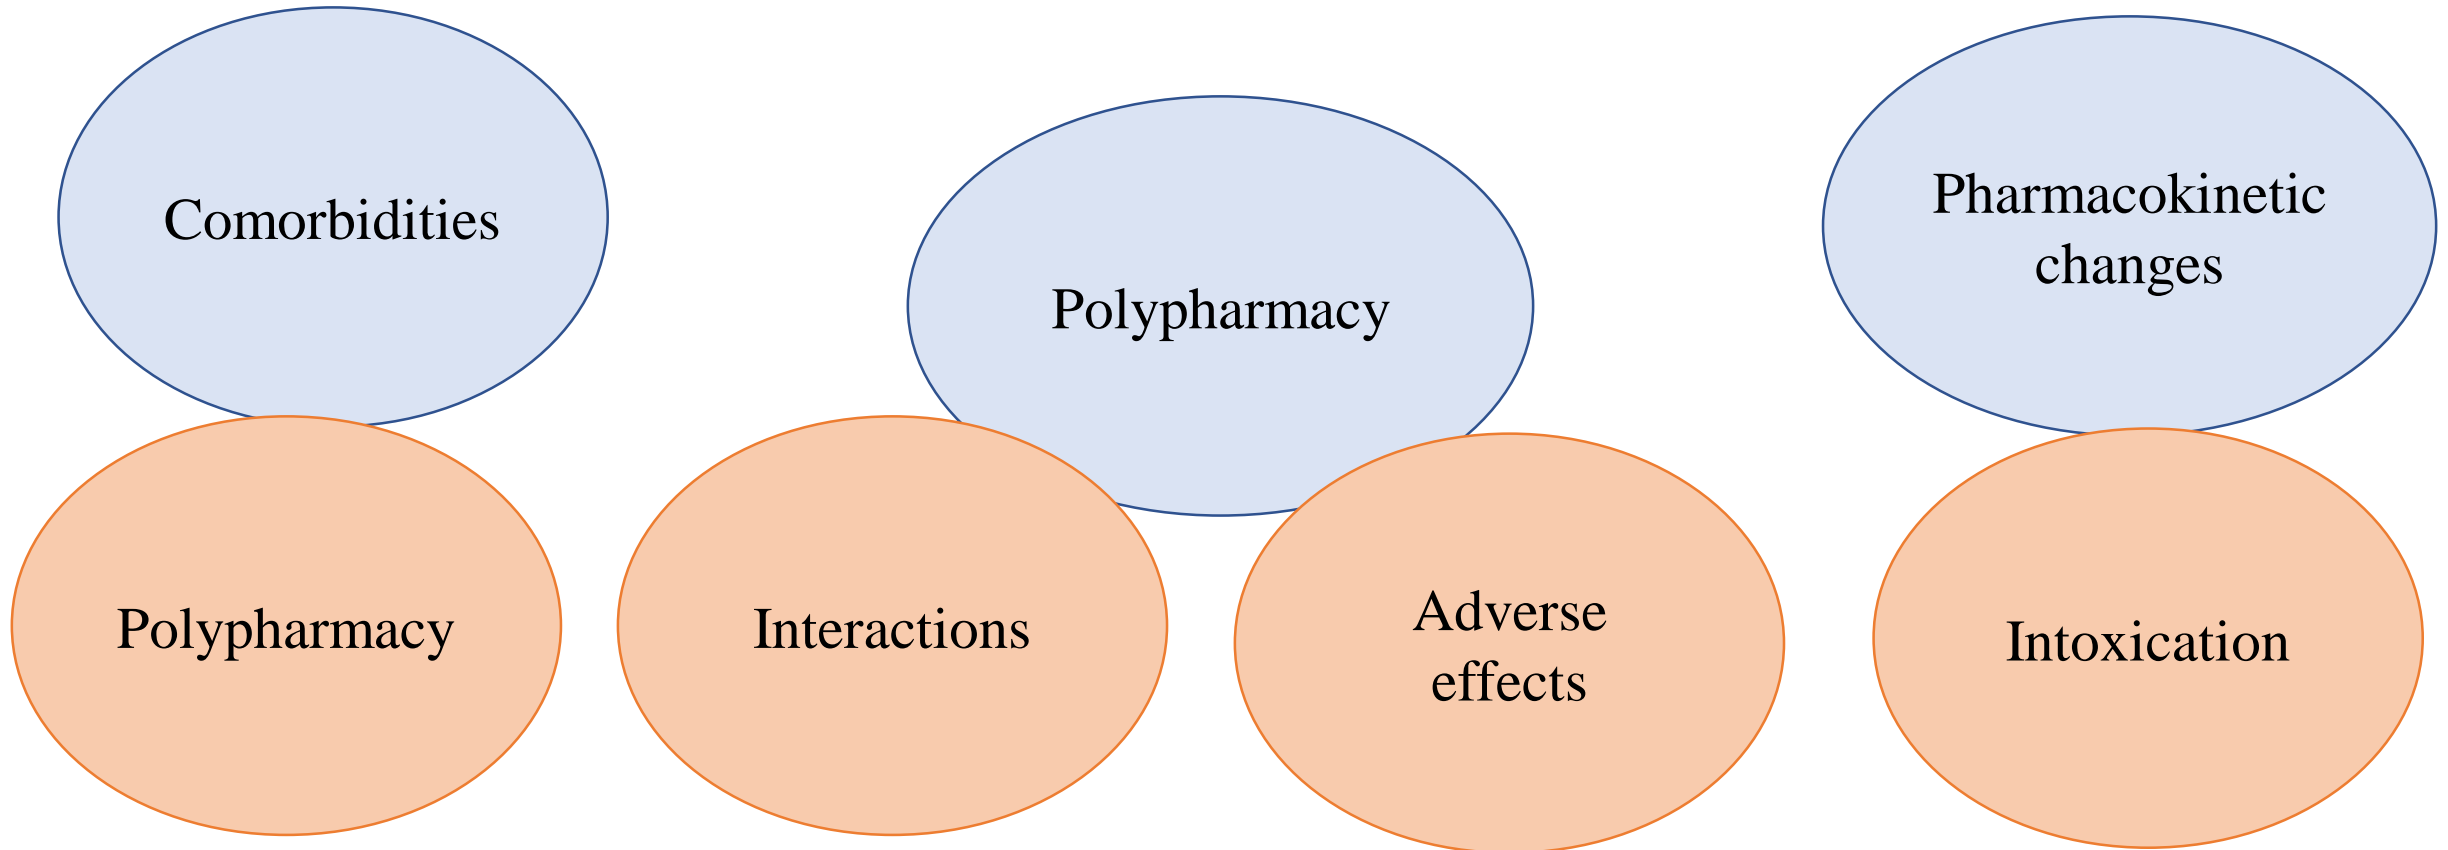 Comorbidities
Polypharmacy
Pharmacokinetic
changes
Polypharmacy
Interactions
Adverse
effects
Intoxication